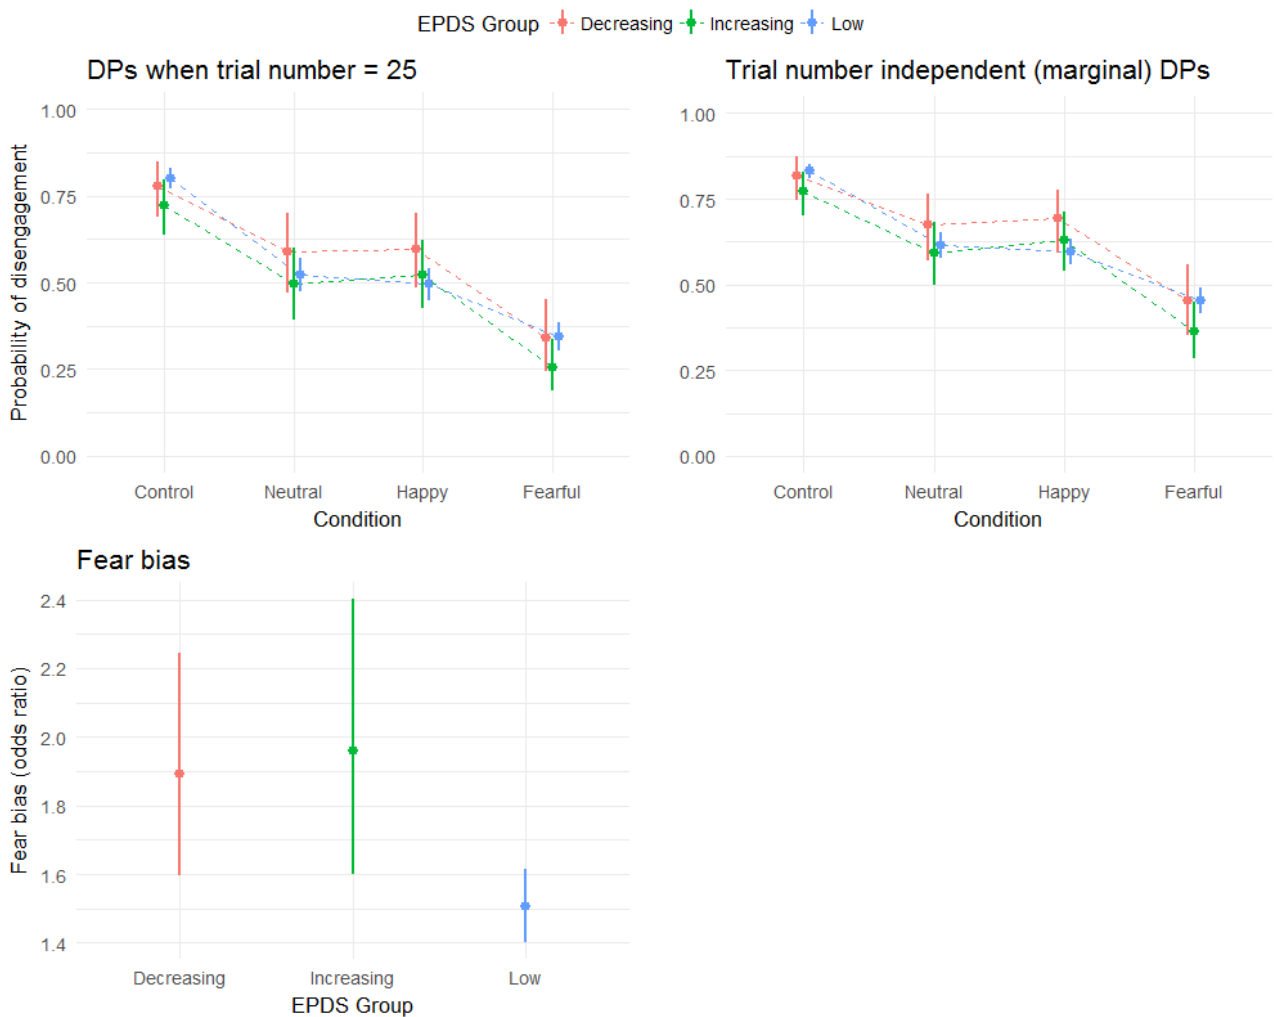 EPDS Group Decreasing Increasing Low
DPs when trial number = 25
Probability of disengagement
1.00
0.75
0.50
0.25
0.00
Control Neutral Happy Fearful
Condition
Trial number independent (marginal) DPs
1.00
0.75
0.50
0.25
0.00
Control Neutral Happy Fearful
Condition
Fear bias
Fear bias (odds ratio)
2.4
2.2
2.0
1.8
1.6
1.4
Decreasing Increasing Low
EPDS Group